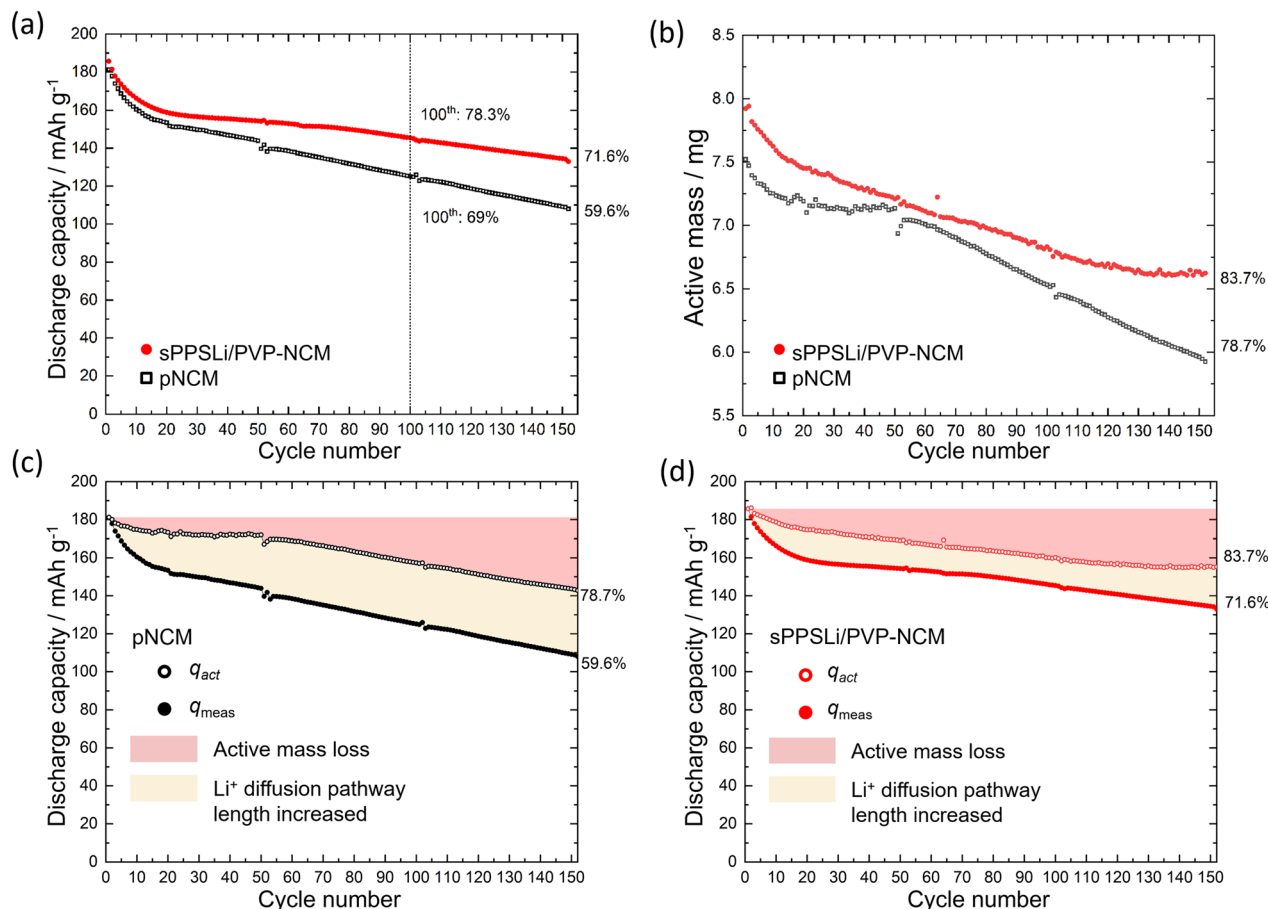 (a)
Discharge capacity / mAh g⁻¹
200
180
160
140
120
100
80
60
40
20
0
100ᵗʰ: 78.3%
71.6%
59.6%
100ᵗʰ: 69%
sPPSLi/PVP-NCM
pNCM
0 10 20 30 40 50 60 70 80 90 100 110 120 130 140 150
Cycle number
(b)
Active mass / mg
8.5
8.0
7.5
7.0
6.5
6.0
5.5
83.7%
78.7%
sPPSLi/PVP-NCM
pNCM
0 10 20 30 40 50 60 70 80 90 100 110 120 130 140 150
Cycle number
(c)
Discharge capacity / mAh g⁻¹
200
180
160
140
120
100
80
60
40
20
0
78.7%
59.6%
pNCM
q_act
q_meas
Active mass loss
Li⁺ diffusion pathway
length increased
0 10 20 30 40 50 60 70 80 90 100 110 120 130 140 150
Cycle number
(d)
Discharge capacity / mAh g⁻¹
200
180
160
140
120
100
80
60
40
20
0
83.7%
71.6%
sPPSLi/PVP-NCM
q_act
q_meas
Active mass loss
Li⁺ diffusion pathway
length increased
0 10 20 30 40 50 60 70 80 90 100 110 120 130 140 150
Cycle number